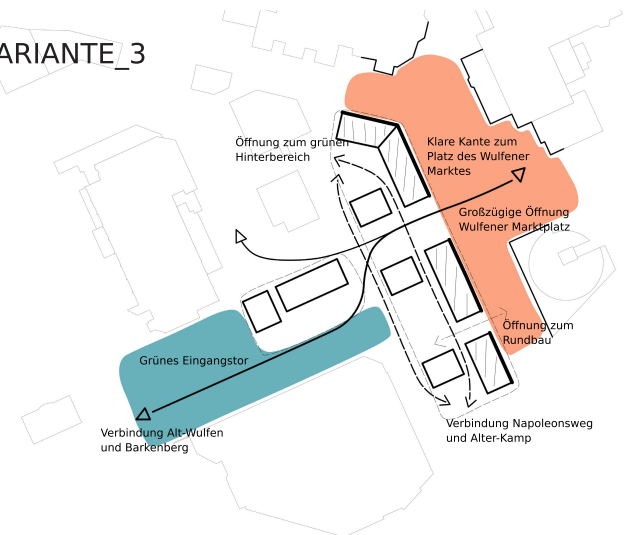 ARIANTE_3
Öffnung zum grünen
Hinterbereich
Klare Kante zum
Platz des Wulfener
Marktes
Großzügige Öffnung
Wulfener Marktplatz
Öffnung zum
Rundbau
Grünes Eingangstor
Verbindung Alt-Wulfen
und Barkenberg
Verbindung Napoleonsweg
und Alter-Kamp